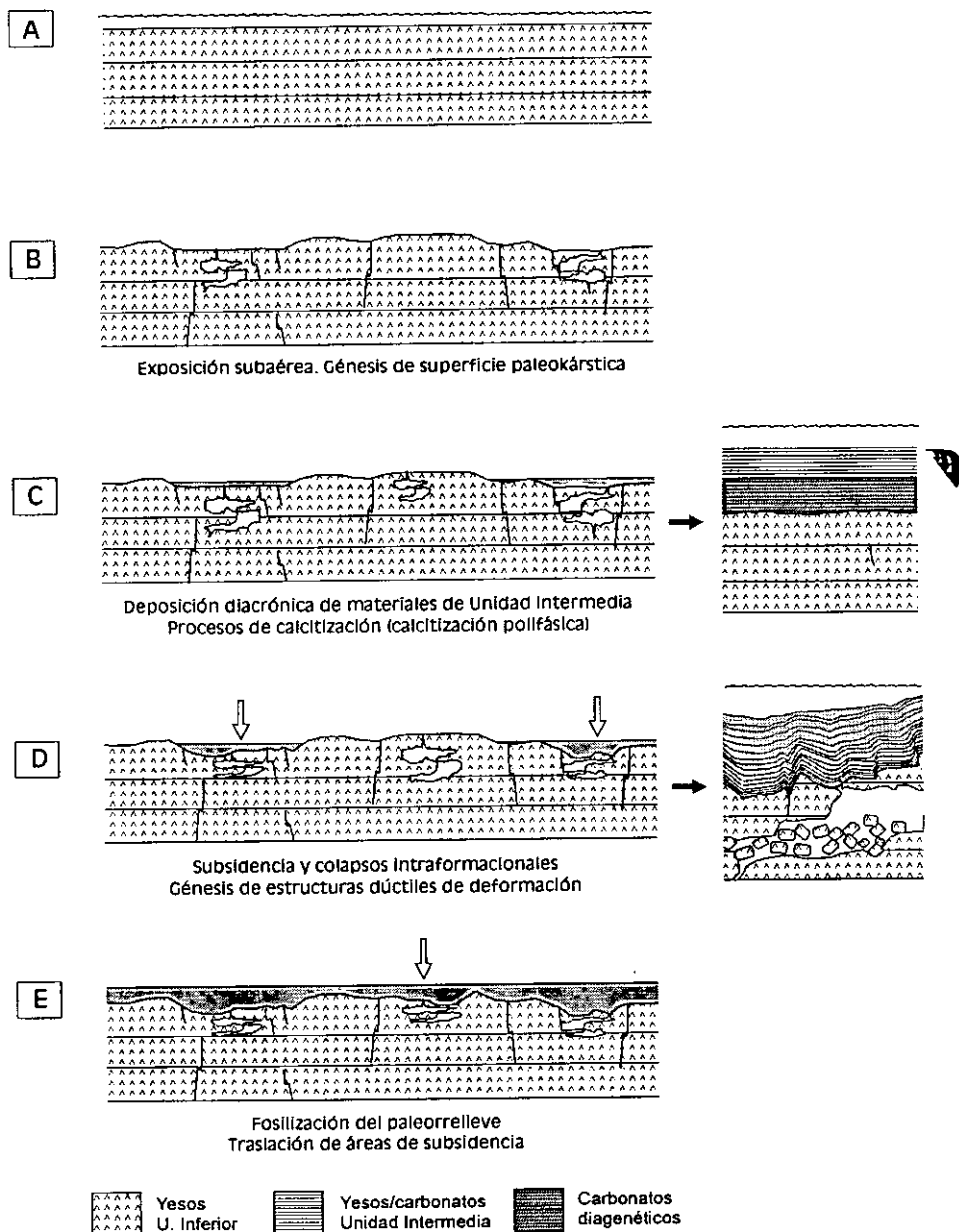 A
B
Exposición subaérea. Génesis de superficie paleokárstica
C
Deposición diacrónica de materiales de Unidad Intermedia
Procesos de calcitización (calcitización polifásica)
D
Subsidencia y colapsos intraformacionales
Génesis de estructuras dúctiles de deformación
E
Fosilización del paleorrelieve
Traslación de áreas de subsidencia
Yesos
U. Inferior
Yesos/carbonatos
Unidad Intermedia
Carbonatos
diagenéticos